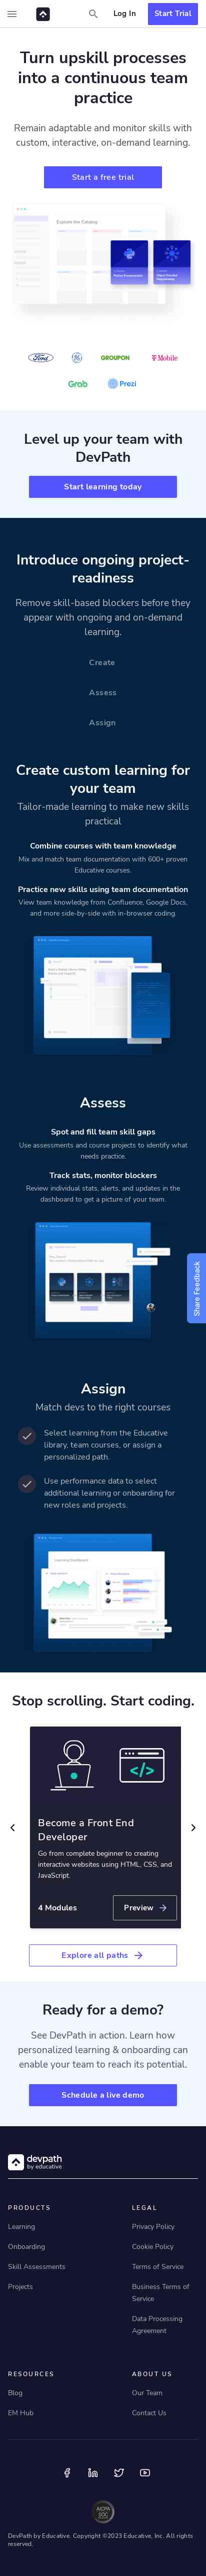 Log In
Start Trial
Turn upskill processes
into a continuous team
practice
Remain adaptable and monitor skills with
custom, interactive, on-demand learning.
Start a free trial
Explore the Catalog
Ford
GE
GROUPON
T Mobile
Grab
Prezi
Level up your team with
DevPath
Start learning today
Introduce ongoing project-
readiness
Remove skill-based blockers before they
appear with ongoing and on-demand
learning.
Create
Assess
Assign
Create custom learning for
your team
Tailor-made learning to make new skills
practical
Combine courses with team knowledge
Mix and match team documentation with 600+ proven
Educative courses.
Practice new skills using team documentation
View team knowledge from Confluence, Google Docs,
and more side-by-side with in-browser coding.
Assess
Spot and fill team skill gaps
Use assessments and course projects to identify what
needs practice.
Track stats, monitor blockers
Review individual stats, alerts, and updates in the
dashboard to get a picture of your team.
Share Feedback
Assign
Match devs to the right courses
Select learning from the Educative
library, team courses, or assign a
personalized path.
Use performance data to select
additional learning or onboarding for
new roles and projects.
Learning Dashboard
Stop scrolling. Start coding.
</>
Become a Front End
Developer
Go from complete beginner to creating
interactive websites using HTML, CSS, and
JavaScript.
4 Modules
Preview
Explore all paths
Ready for a demo?
See DevPath in action. Learn how
personalized learning & onboarding can
enable your team to reach its potential.
Schedule a live demo
devpath
by educative
PRODUCTS
Learning
Onboarding
Skill Assessments
Projects
LEGAL
Privacy Policy
Cookie Policy
Terms of Service
Business Terms of
Service
Data Processing
Agreement
RESOURCES
Blog
EM Hub
ABOUT US
Our Team
Contact Us
AICPA
SOC
DevPath by Educative. Copyright ©2023 Educative, Inc. All rights
reserved.